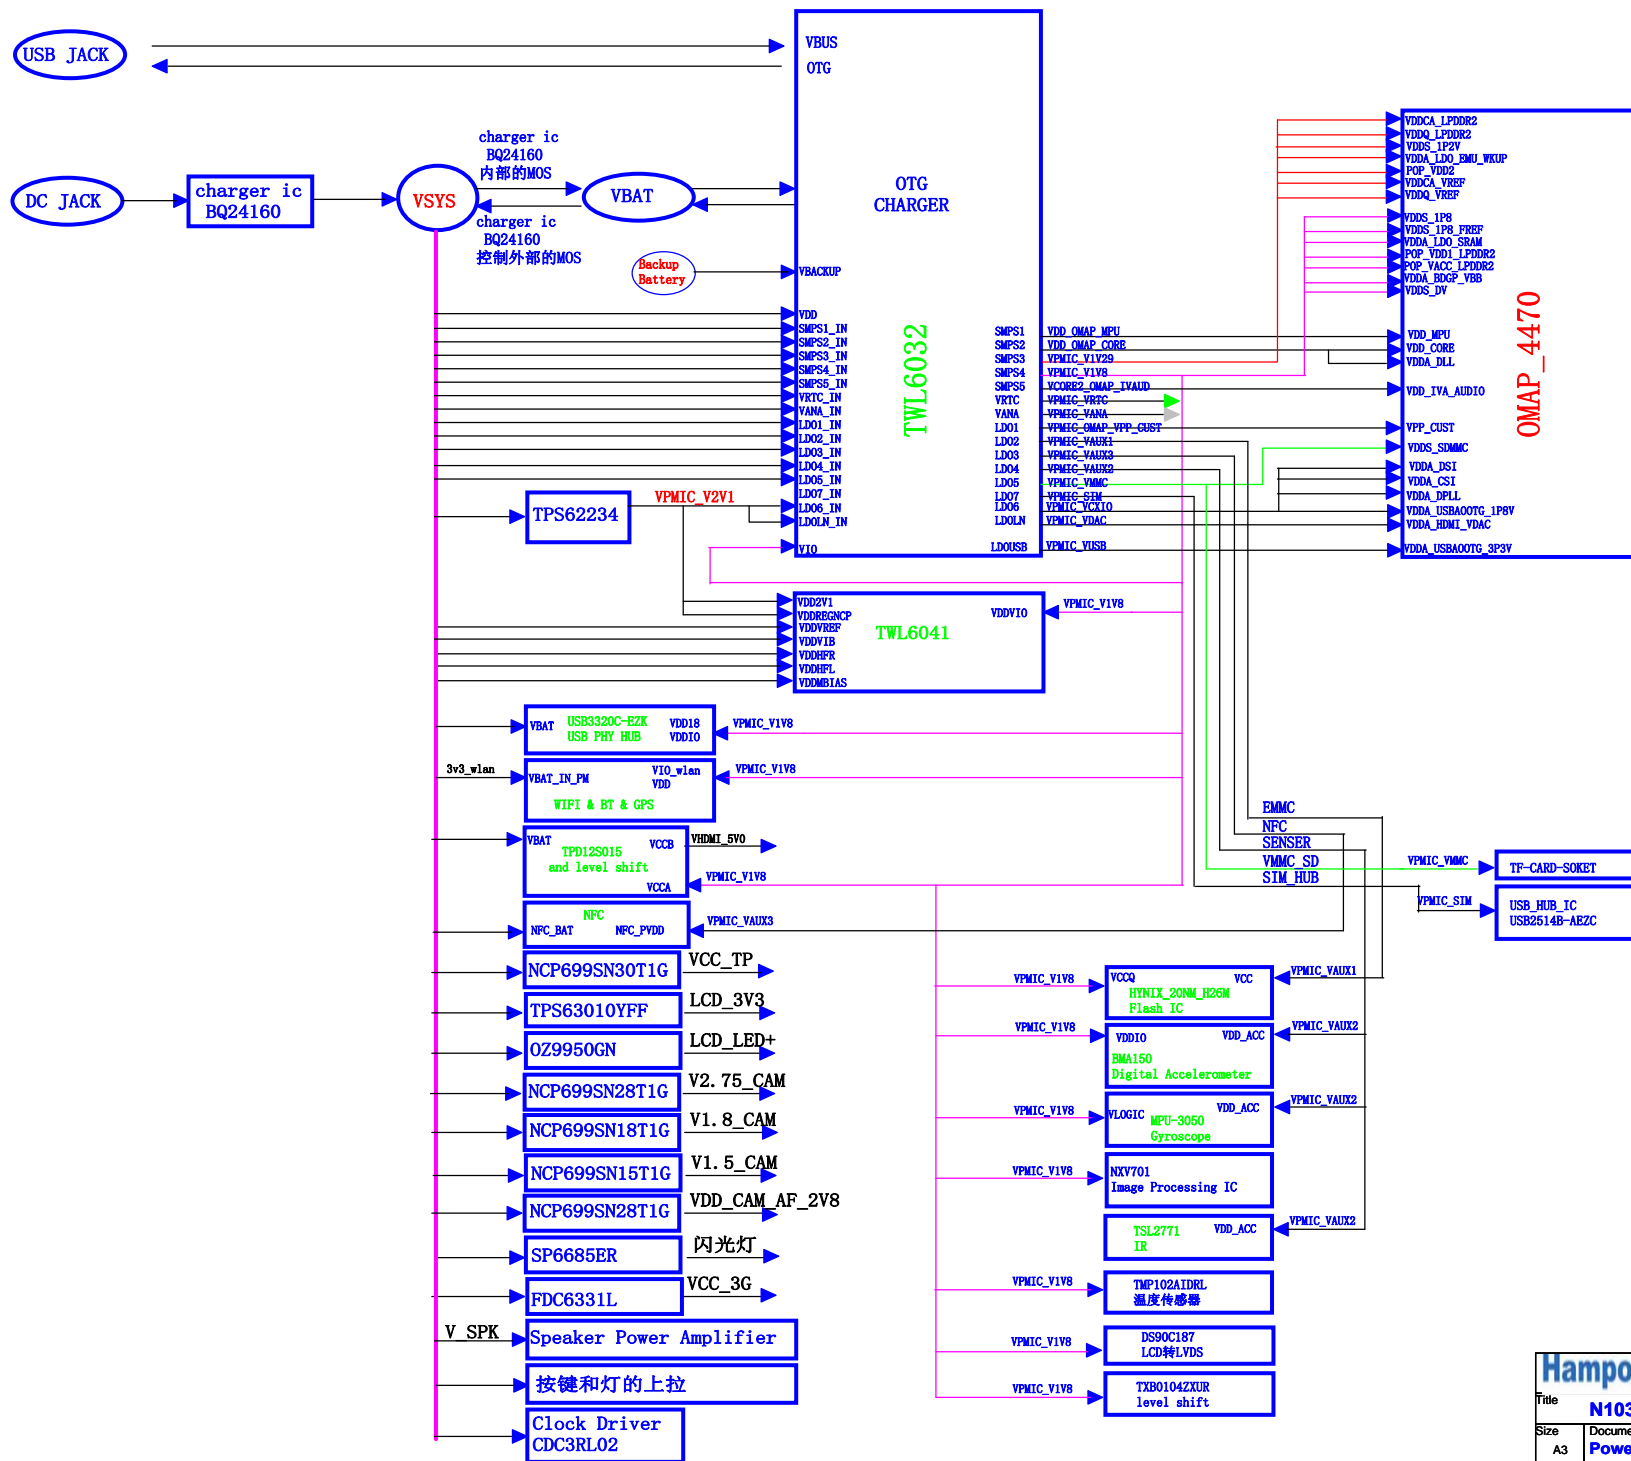 USB JACK
VBUS
OTG
charger ic
BQ24160
内部的MOS
DC JACK
charger ic
BQ24160
VSYS
VBAT
charger ic
BQ24160
控制外部的MOS
OTG
CHARGER
Backup
Battery
VBACKUP
TWL6032
VDD
SMPS1_IN
SMPS2_IN
SMPS3_IN
SMPS4_IN
SMPS5_IN
VRTC_IN
VANA_IN
LDO1_IN
LDO2_IN
LDO3_IN
LDO4_IN
LDO5_IN
LDO7_IN
LDO6_IN
LDOLN_IN
VIO
SMPS1 VDD_OMAP_MPU
SMPS2 VDD_OMAP_CORE
SMPS3 VPMIC_V1V29
SMPS4 VPMIC_V1V8
SMPS5 VCORE2_OMAP_IVAUD
VRTC VPMIC_VRTC
VANA VPMIC_VANA
LDO1 VPMIC_OMAP_VPP_CUST
LDO2 VPMIC_VAUX1
LDO3 VPMIC_VAUX3
LDO4 VPMIC_VAUX2
LDO5 VPMIC_VMMC
LDO7 VPMIC_SIM
LDO6 VPMIC_VCXIO
LDOLN VPMIC_VDAC
LDOUSB VPMIC_VUSB
VDDCA_LPDDR2
VDDQ_LPDDR2
VDDS_1P2V
VDDA_LDO_EMU_WKUP
POP_VDD2
VDDCA_VREF
VDDQ_VREF
VDDS_1P8
VDDS_1P8_FREF
VDDA_LDO_SRAM
POP_VDD1_LPDDR2
POP_VACC_LPDDR2
VDDA_BDGP_VBB
VDDS_DV
VDD_MPU
VDD_CORE
VDDA_DLL
VDD_IVA_AUDIO
VPP_CUST
VDDS_SDMMC
VDDA_DSI
VDDA_CSI
VDDA_DPLL
VDDA_USBAOOTG_1P8V
VDDA_HDMI_VDAC
VDDA_USBAOOTG_3P3V
OMAP_4470
TPS62234
VPMIC_V2V1
VDD2V1
VDDREGNCP
VDDVREF
VDDVIB
VDDHFR
VDDHFL
VDDMBIAS
TWL6041
VDDVIO
VPMIC_V1V8
VBAT
USB3320C-EZK
USB PHY HUB
VDD18
VDDIO
VPMIC_V1V8
3v3_wlan
VBAT_IN_PM
VIO_wlan
VDD
WIFI & BT & GPS
VPMIC_V1V8
VBAT
TPD12S015
and level shift
VCCB
VCCA
VHDMI_5V0
VPMIC_V1V8
NFC
NFC_BAT NFC_PVDD
VPMIC_VAUX3
NCP699SN30T1G VCC_TP
TPS63010YFF LCD_3V3
OZ9950GN LCD_LED+
NCP699SN28T1G V2.75_CAM
NCP699SN18T1G V1.8_CAM
NCP699SN15T1G V1.5_CAM
NCP699SN28T1G VDD_CAM_AF_2V8
SP6685ER 闪光灯
FDC6331L VCC_3G
V_SPK Speaker Power Amplifier
按键和灯的上拉
Clock Driver
CDC3RL02
EMMC
NFC
SENSER
VMMC_SD
SIM_HUB
VPMIC_VMMC
TF-CARD-SOKET
VPMIC_SIM
USB_HUB_IC
USB2514B-AEZC
VPMIC_V1V8
VCCQ VCC
HYNIX_20NM_H26M
Flash IC
VPMIC_VAUX1
VPMIC_V1V8
VDDIO VDD_ACC
BMA150
Digital Accelerometer
VPMIC_VAUX2
VPMIC_V1V8
VLOGIC VDD_ACC
MPU-3050
Gyroscope
VPMIC_VAUX2
VPMIC_V1V8
NXV701
Image Processing IC
TSL2771
IR
VDD_ACC
VPMIC_VAUX2
VPMIC_V1V8
TMP102AIDRL
温度传感器
VPMIC_V1V8
DS90C187
LCD转LVDS
VPMIC_V1V8
TXB0104ZXUR
level shift
Hampo
Title
N103
Size
A3
Docume
Powe